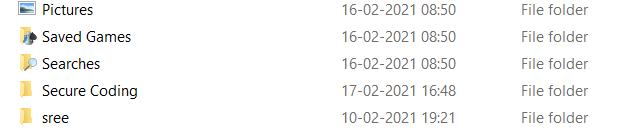 Pictures 16-02-2021 08:50 File folder
Saved Games 16-02-2021 08:50 File folder
Searches 16-02-2021 08:50 File folder
Secure Coding 17-02-2021 16:48 File folder
sree 10-02-2021 19:21 File folder